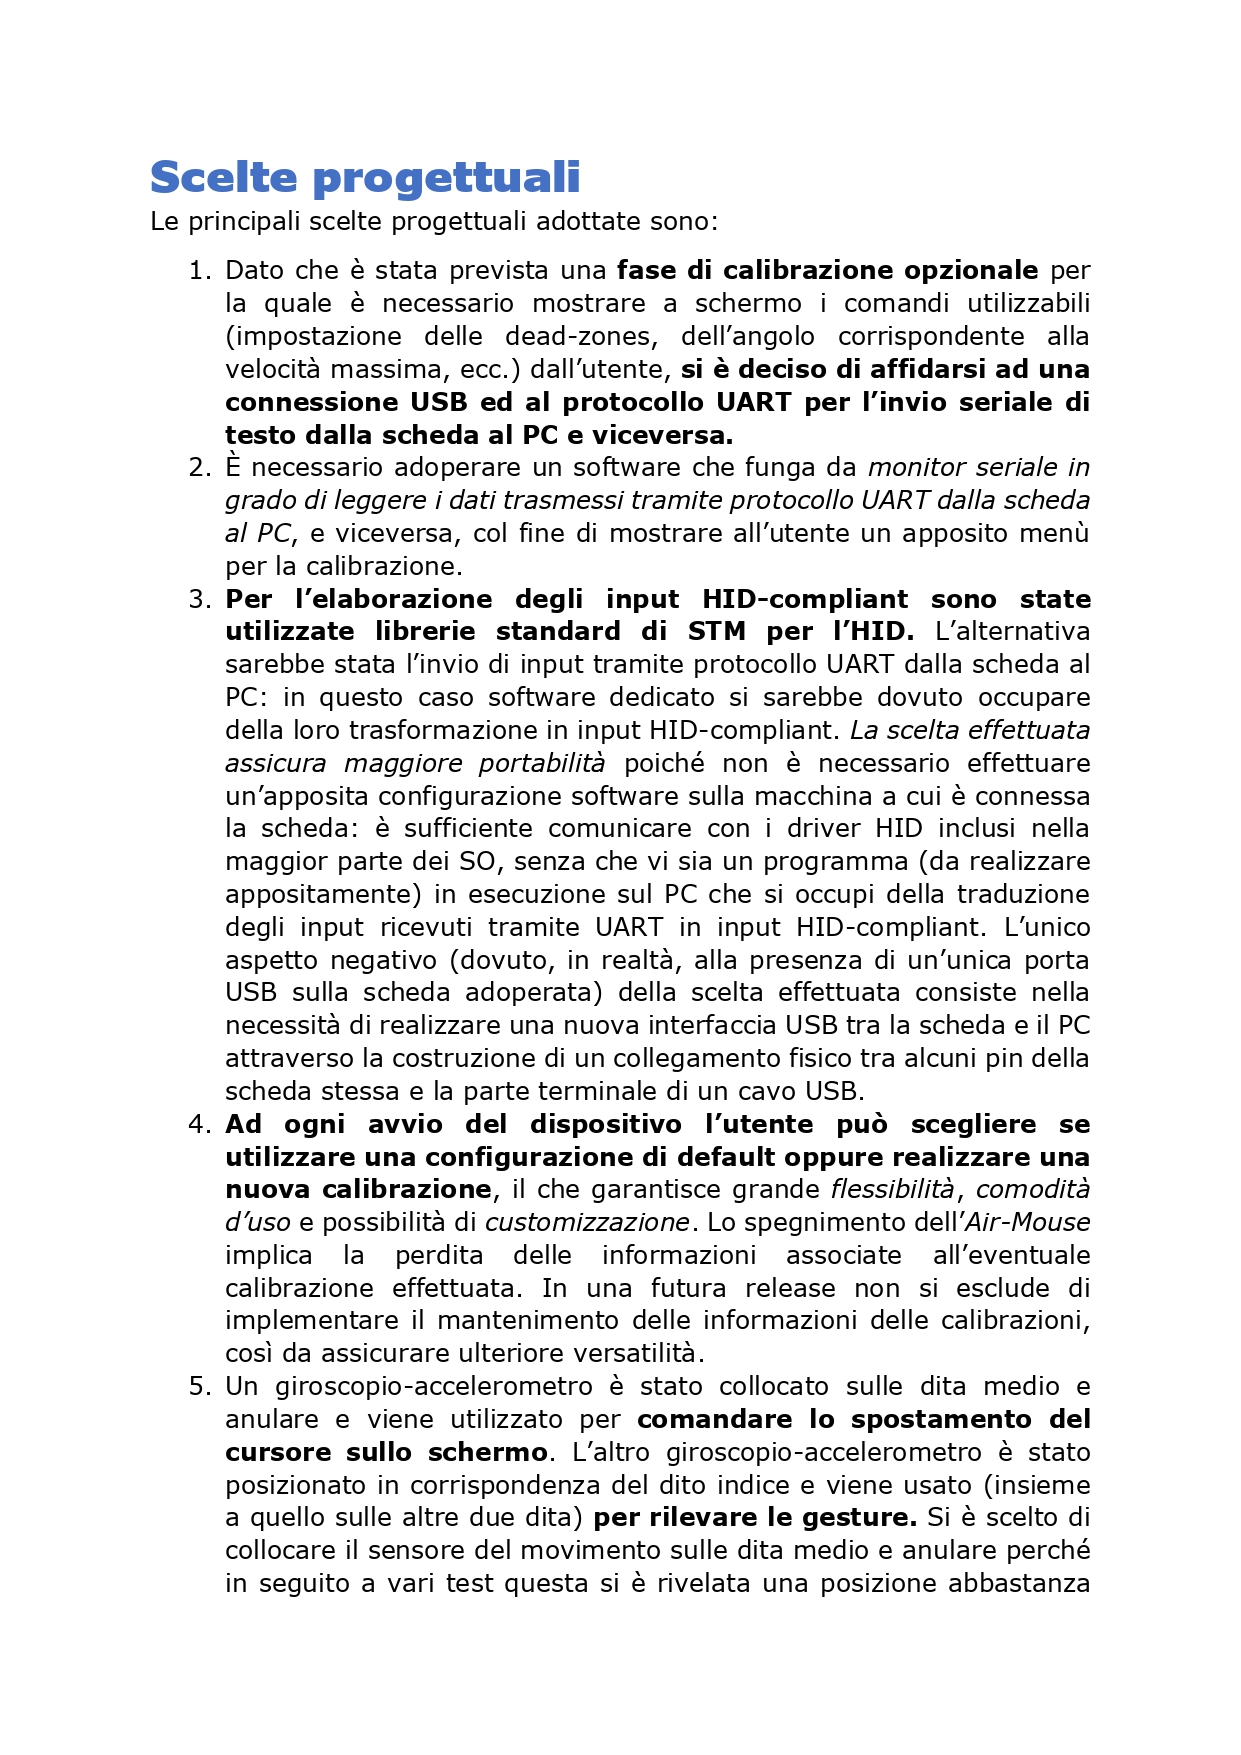 Scelte progettuali
Le principali scelte progettuali adottate sono:
1. Dato che è stata prevista una fase di calibrazione opzionale per
la quale è necessario mostrare a schermo i comandi utilizzabili
(impostazione delle dead-zones, dell’angolo corrispondente alla
velocità massima, ecc.) dall’utente, si è deciso di affidarsi ad una
connessione USB ed al protocollo UART per l’invio seriale di
testo dalla scheda al PC e viceversa.
2. È necessario adoperare un software che funga da monitor seriale in
grado di leggere i dati trasmessi tramite protocollo UART dalla scheda
al PC, e viceversa, col fine di mostrare all’utente un apposito menù
per la calibrazione.
3. Per l’elaborazione degli input HID-compliant sono state
utilizzate librerie standard di STM per l’HID. L’alternativa
sarebbe stata l’invio di input tramite protocollo UART dalla scheda al
PC: in questo caso software dedicato si sarebbe dovuto occupare
della loro trasformazione in input HID-compliant. La scelta effettuata
assicura maggiore portabilità poiché non è necessario effettuare
un’apposita configurazione software sulla macchina a cui è connessa
la scheda: è sufficiente comunicare con i driver HID inclusi nella
maggior parte dei SO, senza che vi sia un programma (da realizzare
appositamente) in esecuzione sul PC che si occupi della traduzione
degli input ricevuti tramite UART in input HID-compliant. L’unico
aspetto negativo (dovuto, in realtà, alla presenza di un’unica porta
USB sulla scheda adoperata) della scelta effettuata consiste nella
necessità di realizzare una nuova interfaccia USB tra la scheda e il PC
attraverso la costruzione di un collegamento fisico tra alcuni pin della
scheda stessa e la parte terminale di un cavo USB.
4. Ad ogni avvio del dispositivo l’utente può scegliere se
utilizzare una configurazione di default oppure realizzare una
nuova calibrazione, il che garantisce grande flessibilità, comodità
d’uso e possibilità di customizzazione. Lo spegnimento dell’Air-Mouse
implica la perdita delle informazioni associate all’eventuale
calibrazione effettuata. In una futura release non si esclude di
implementare il mantenimento delle informazioni delle calibrazioni,
così da assicurare ulteriore versatilità.
5. Un giroscopio-accelerometro è stato collocato sulle dita medio e
anulare e viene utilizzato per comandare lo spostamento del
cursore sullo schermo. L’altro giroscopio-accelerometro è stato
posizionato in corrispondenza del dito indice e viene usato (insieme
a quello sulle altre due dita) per rilevare le gesture. Si è scelto di
collocare il sensore del movimento sulle dita medio e anulare perché
in seguito a vari test questa si è rivelata una posizione abbastanza